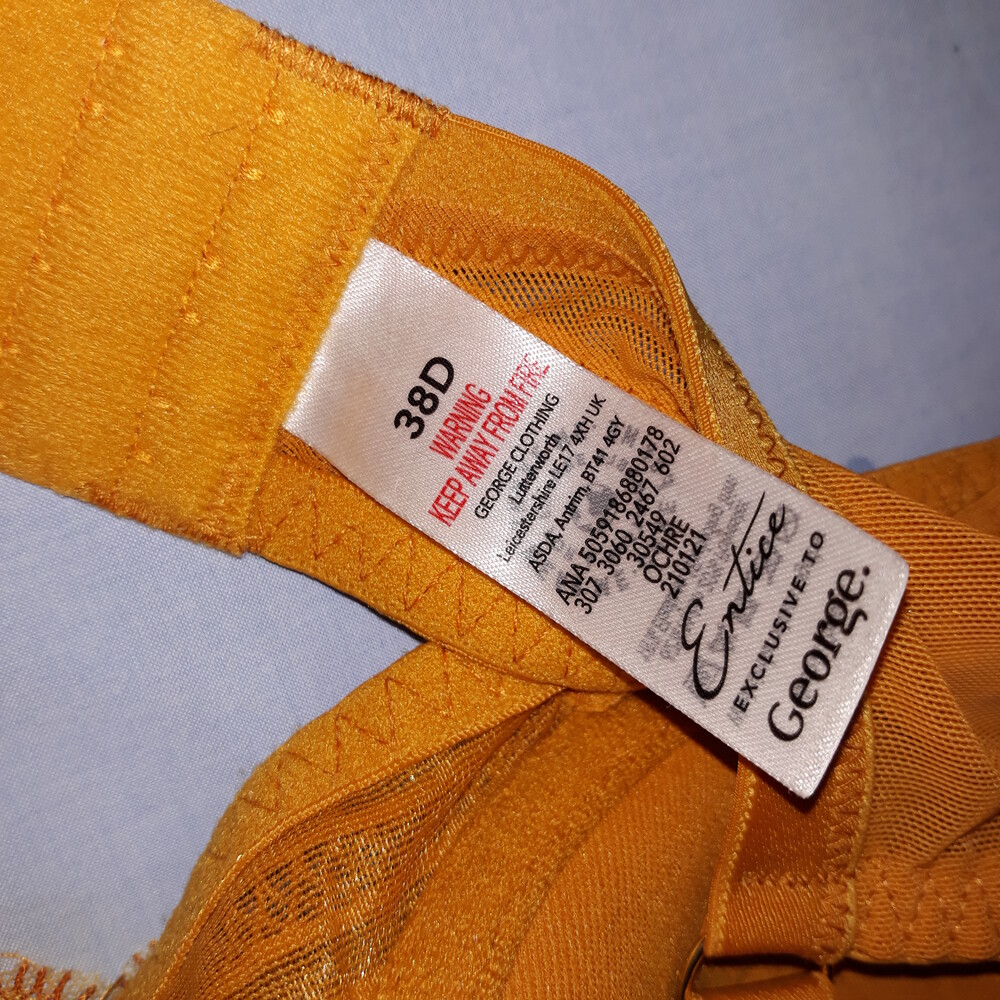 38D
WARNING
KEEP AWAY FROM FIRE
GEORGE CLOTHING
Lutterworth
Leicestershire LE17 4XH UK
ASDA, Antrim, BT41 4GY
ANA 5059186880178
307 3060 2467 602
30549
OCHRE
210121
Entice
EXCLUSIVE TO
George.